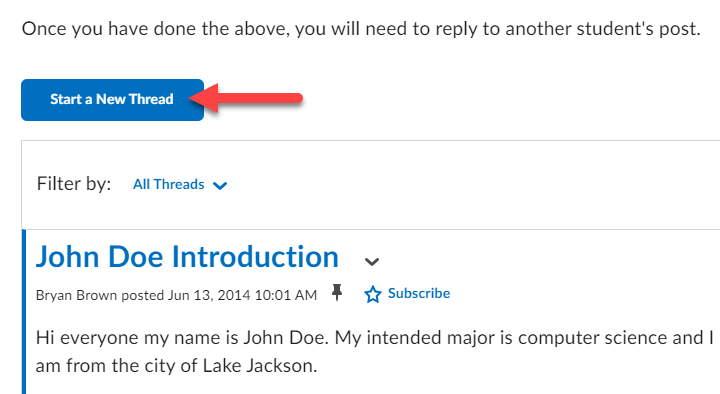 Once you have done the above, you will need to reply to another student's post.
Start a New Thread
Filter by: All Threads
John Doe Introduction
Bryan Brown posted Jun 13, 2014 10:01 AM Subscribe
Hi everyone my name is John Doe. My intended major is computer science and I
am from the city of Lake Jackson.